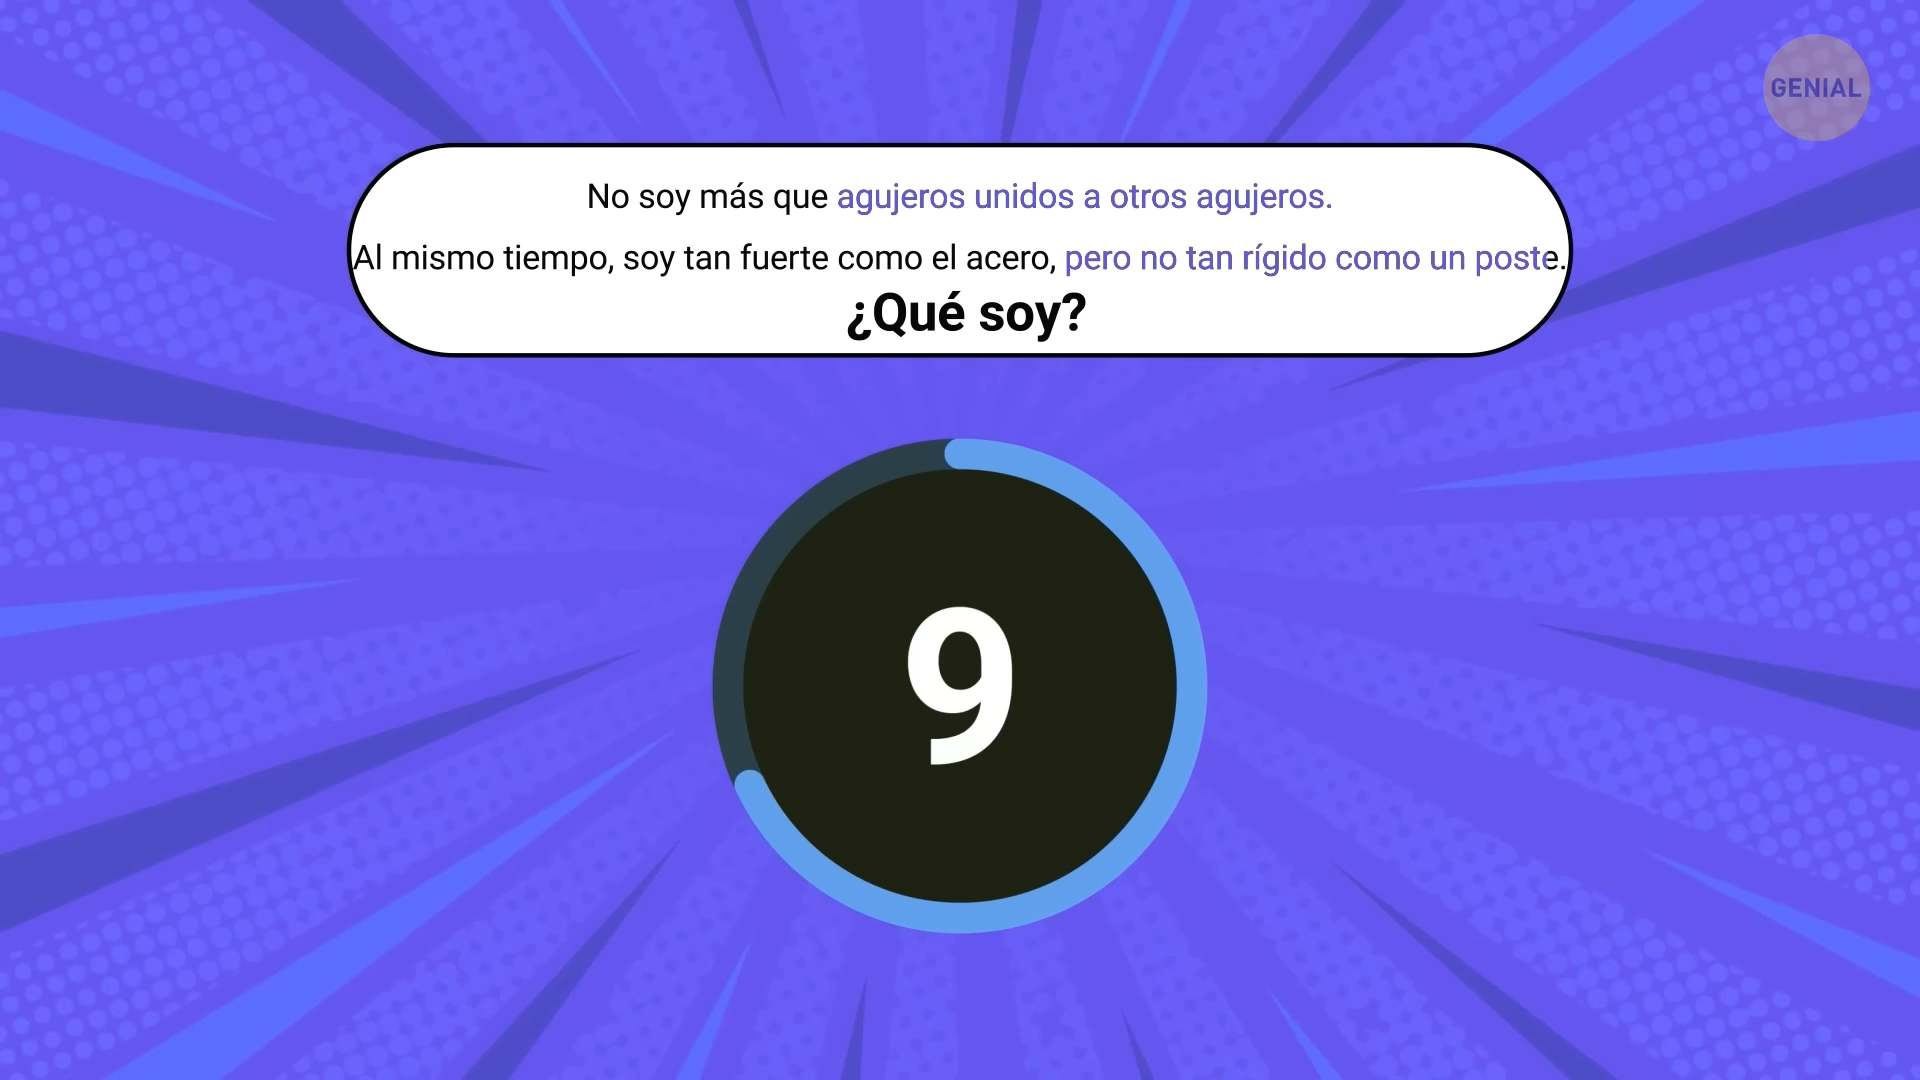 GENIAL
No soy más que agujeros unidos a otros agujeros.
Al mismo tiempo, soy tan fuerte como el acero, pero no tan rígido como un poste.
¿Qué soy?
9